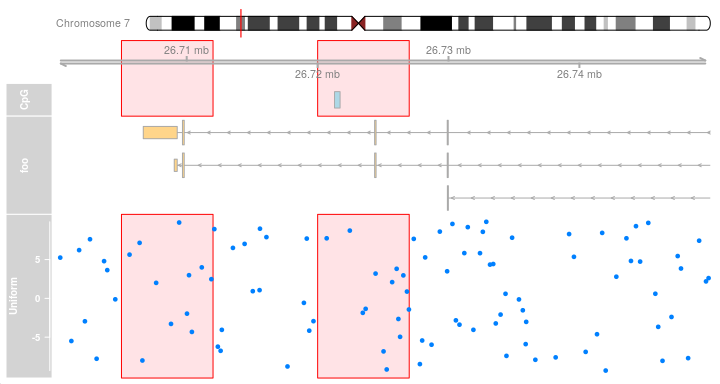 Chromosome 7
26.71 mb
26.73 mb
26.72 mb
26.74 mb
CpG
foo
Uniform
5
0
-5